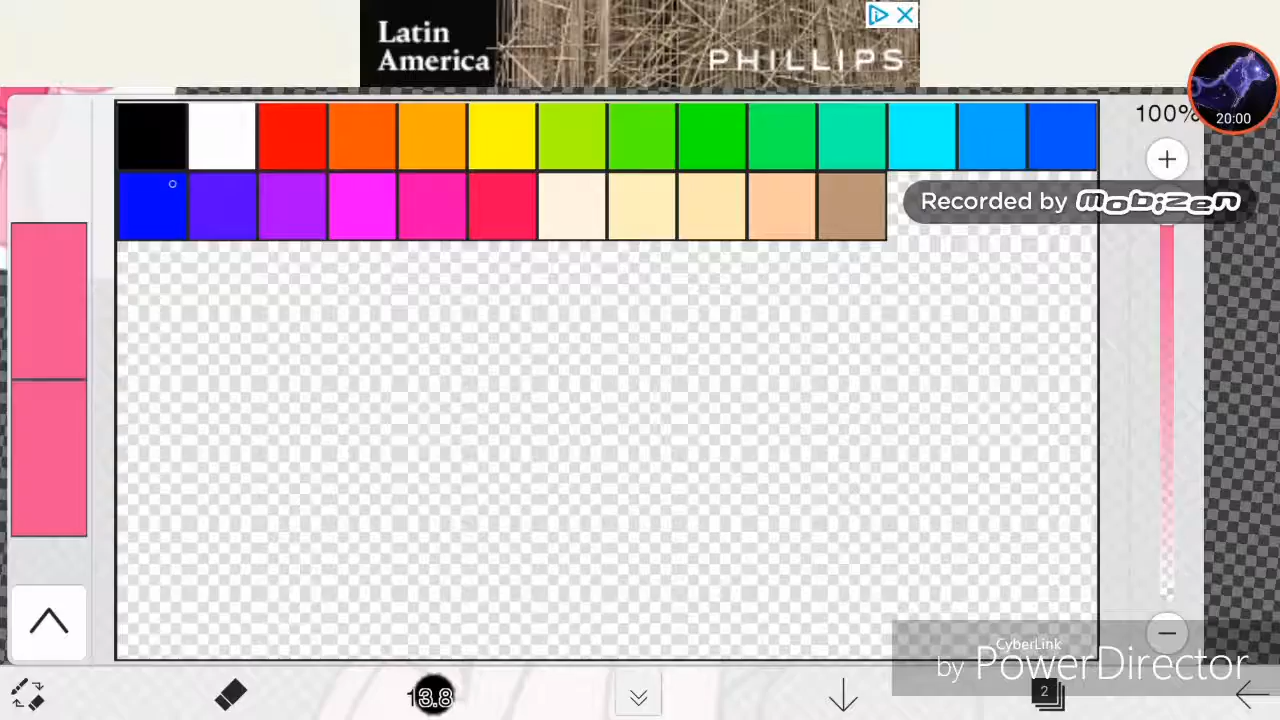 Latin
America
PHILLIPS
100%
20:00
Recorded by mobizen
CyberLink
by PowerDirector
13.8
2